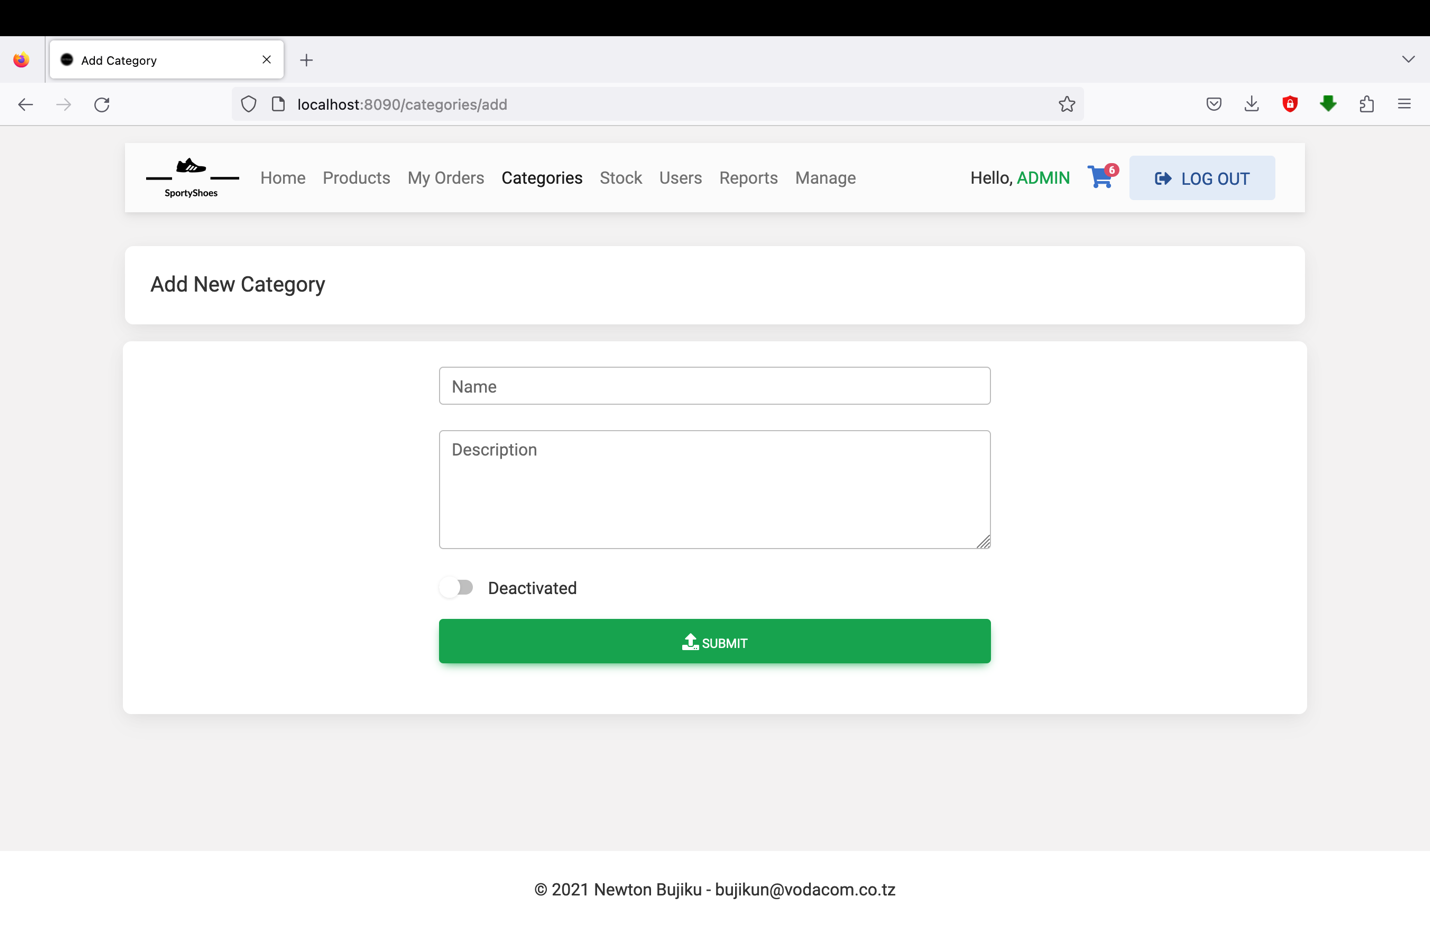 Add Category
localhost:8090/categories/add
SportyShoes
Home Products My Orders Categories Stock Users Reports Manage Hello, ADMIN 6 LOG OUT
Add New Category
Name
Description
Deactivated
SUBMIT
© 2021 Newton Bujiku - bujikun@vodacom.co.tz